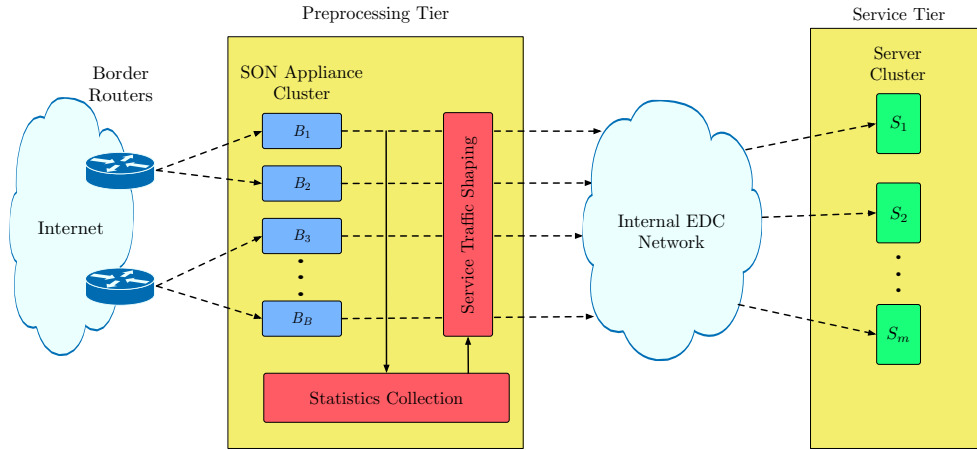 Preprocessing Tier
Service Tier
Border
Routers
SON Appliance
Cluster
Server
Cluster
B1
B2
B3
BB
Internet
Service Traffic Shaping
Statistics Collection
Internal EDC
Network
S1
S2
Sm